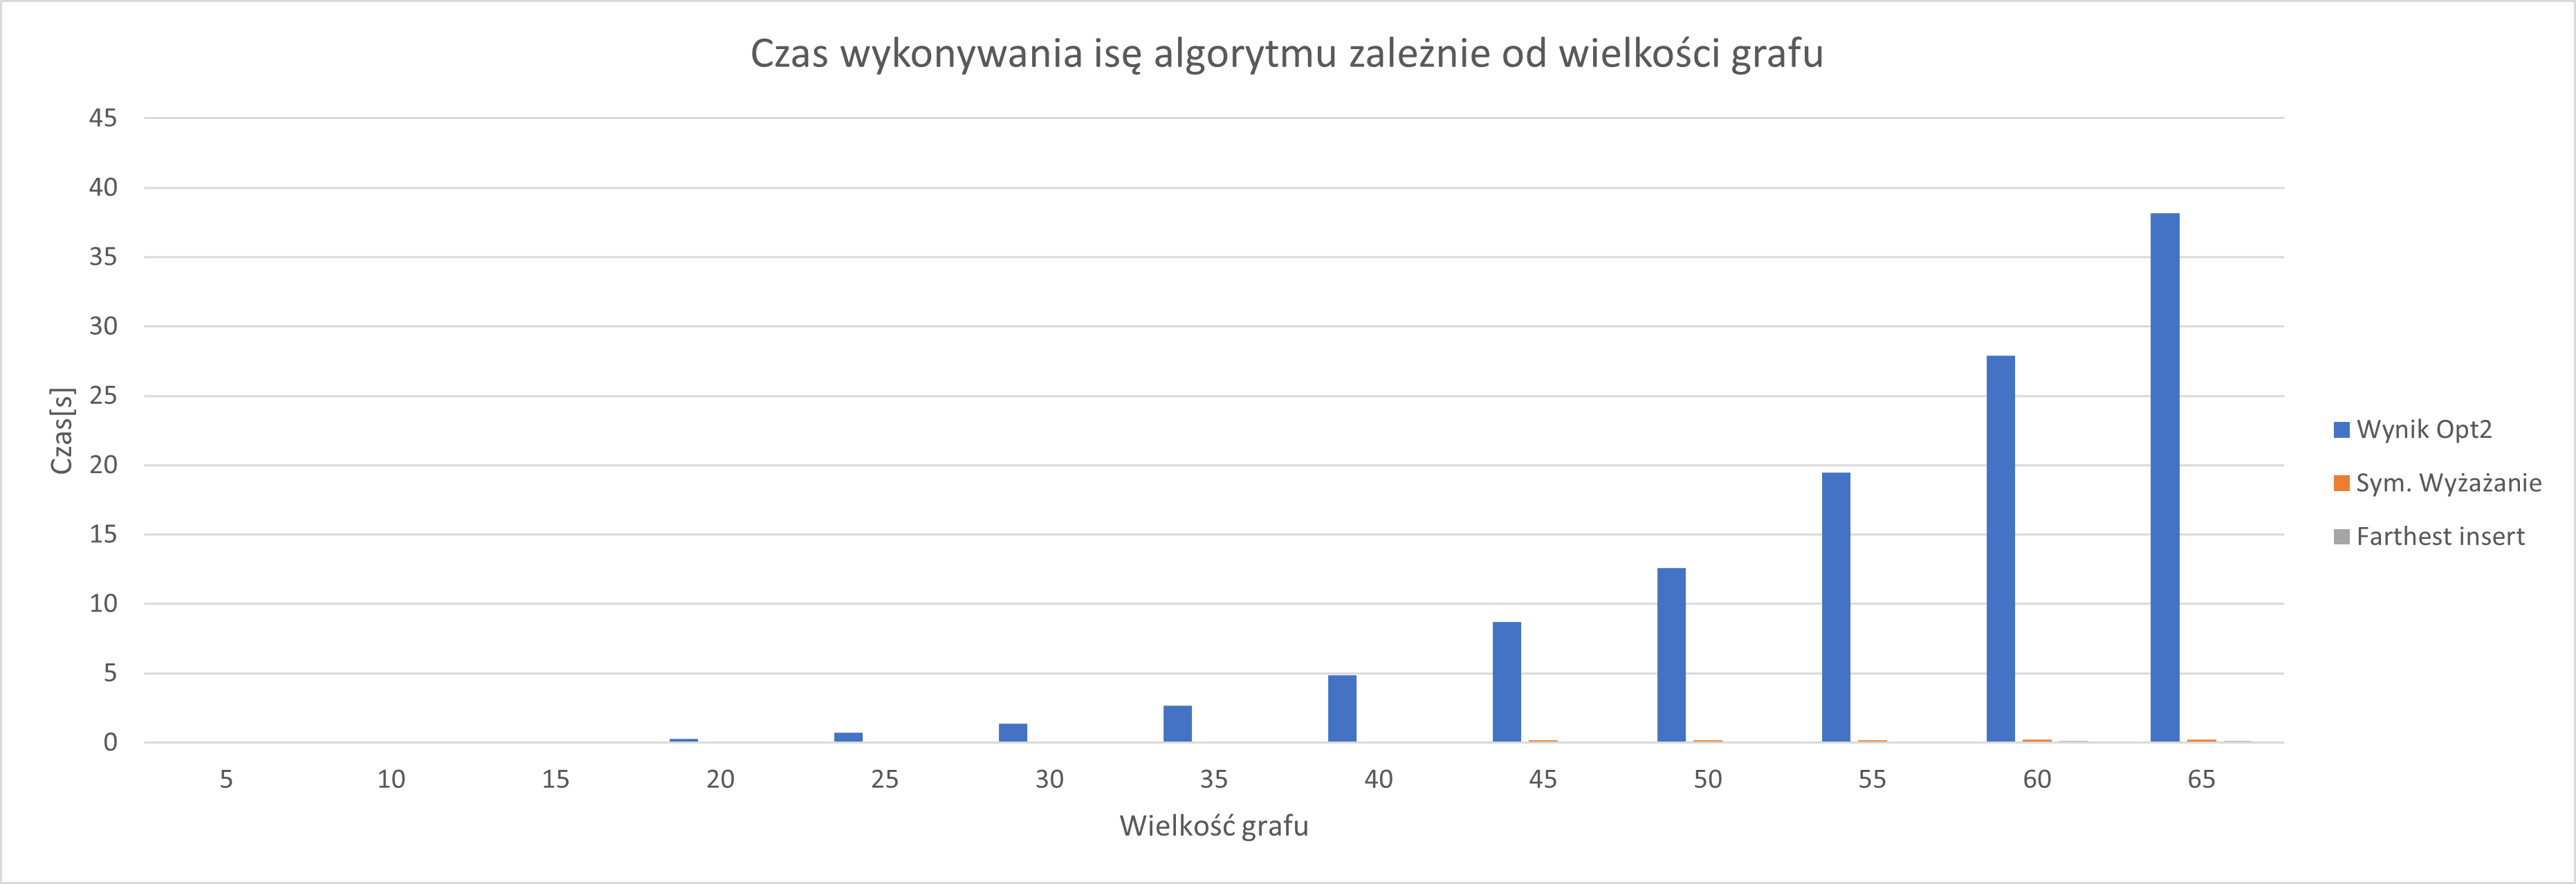 Czas wykonywania isę algorytmu zależnie od wielkości grafu
45
40
35
30
25
20
15
10
5
0
Czas[s]
5 10 15 20 25 30 35 40 45 50 55 60 65
Wielkość grafu
Wynik Opt2
Sym. Wyżażanie
Farthest insert